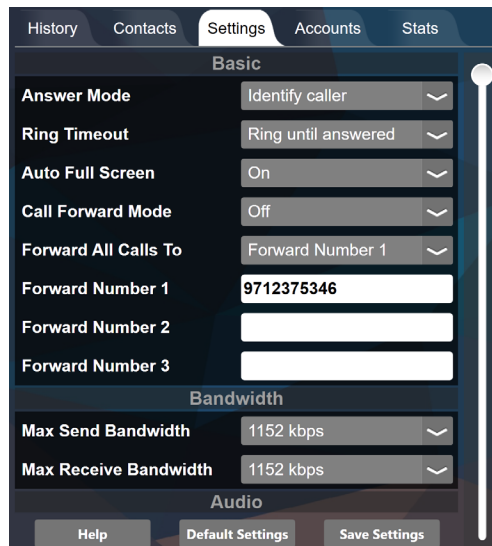 History Contacts Settings Accounts Stats
Basic
Answer Mode Identify caller
Ring Timeout Ring until answered
Auto Full Screen On
Call Forward Mode Off
Forward All Calls To Forward Number 1
Forward Number 1 9712375346
Forward Number 2
Forward Number 3
Bandwidth
Max Send Bandwidth 1152 kbps
Max Receive Bandwidth 1152 kbps
Audio
Help Default Settings Save Settings